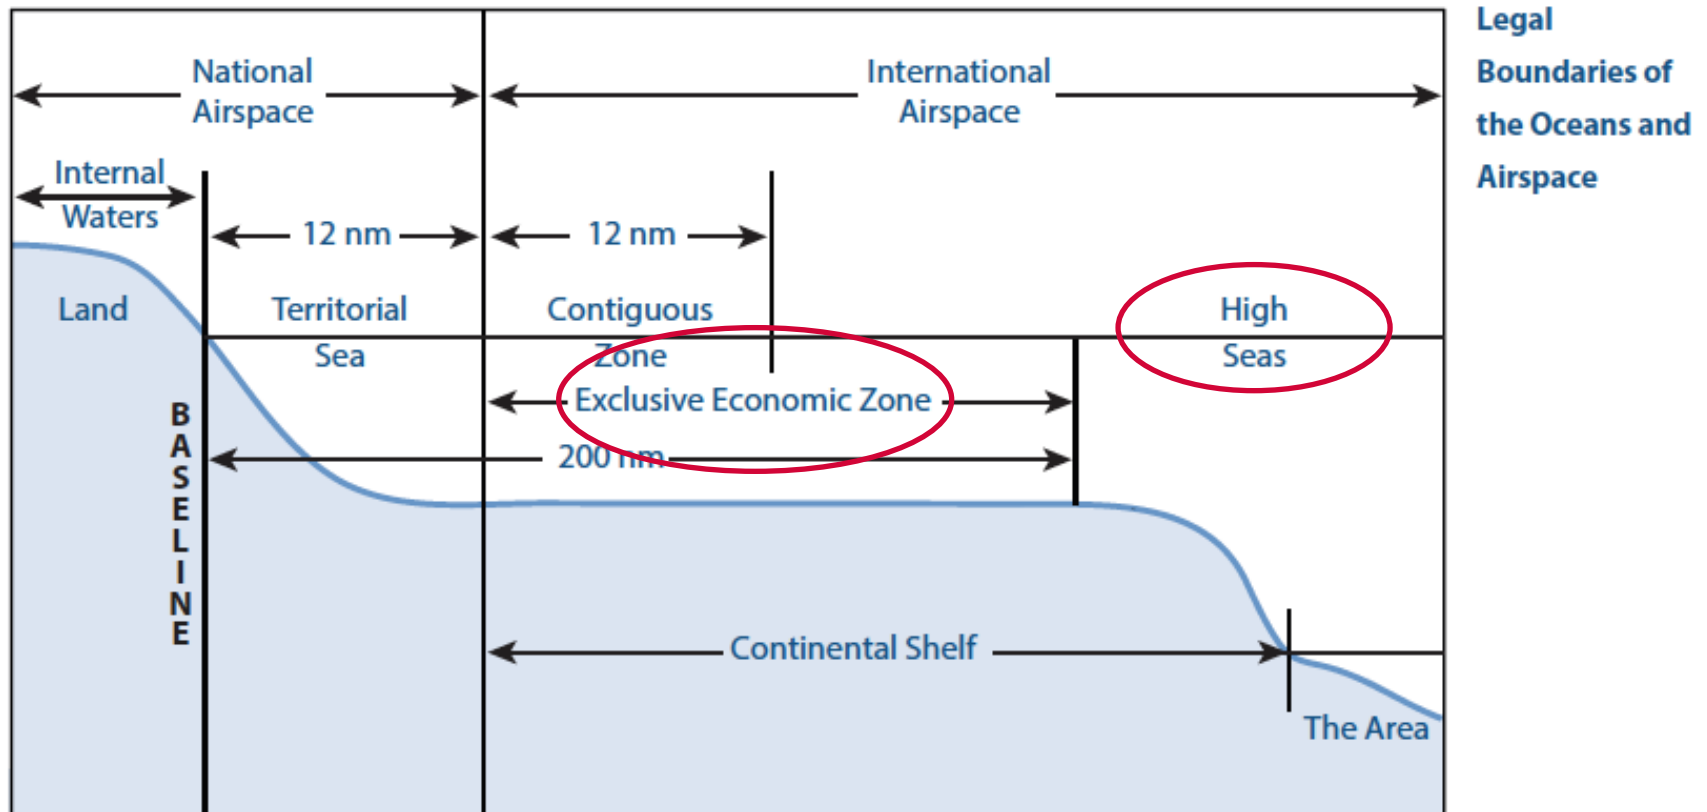 Legal
Boundaries of
the Oceans and
Airspace
National
Airspace
International
Airspace
Internal
Waters
12 nm
12 nm
Land
Territorial
Sea
Contiguous
Zone
High
Seas
Exclusive Economic Zone
200 nm
BASELINE
Continental Shelf
The Area